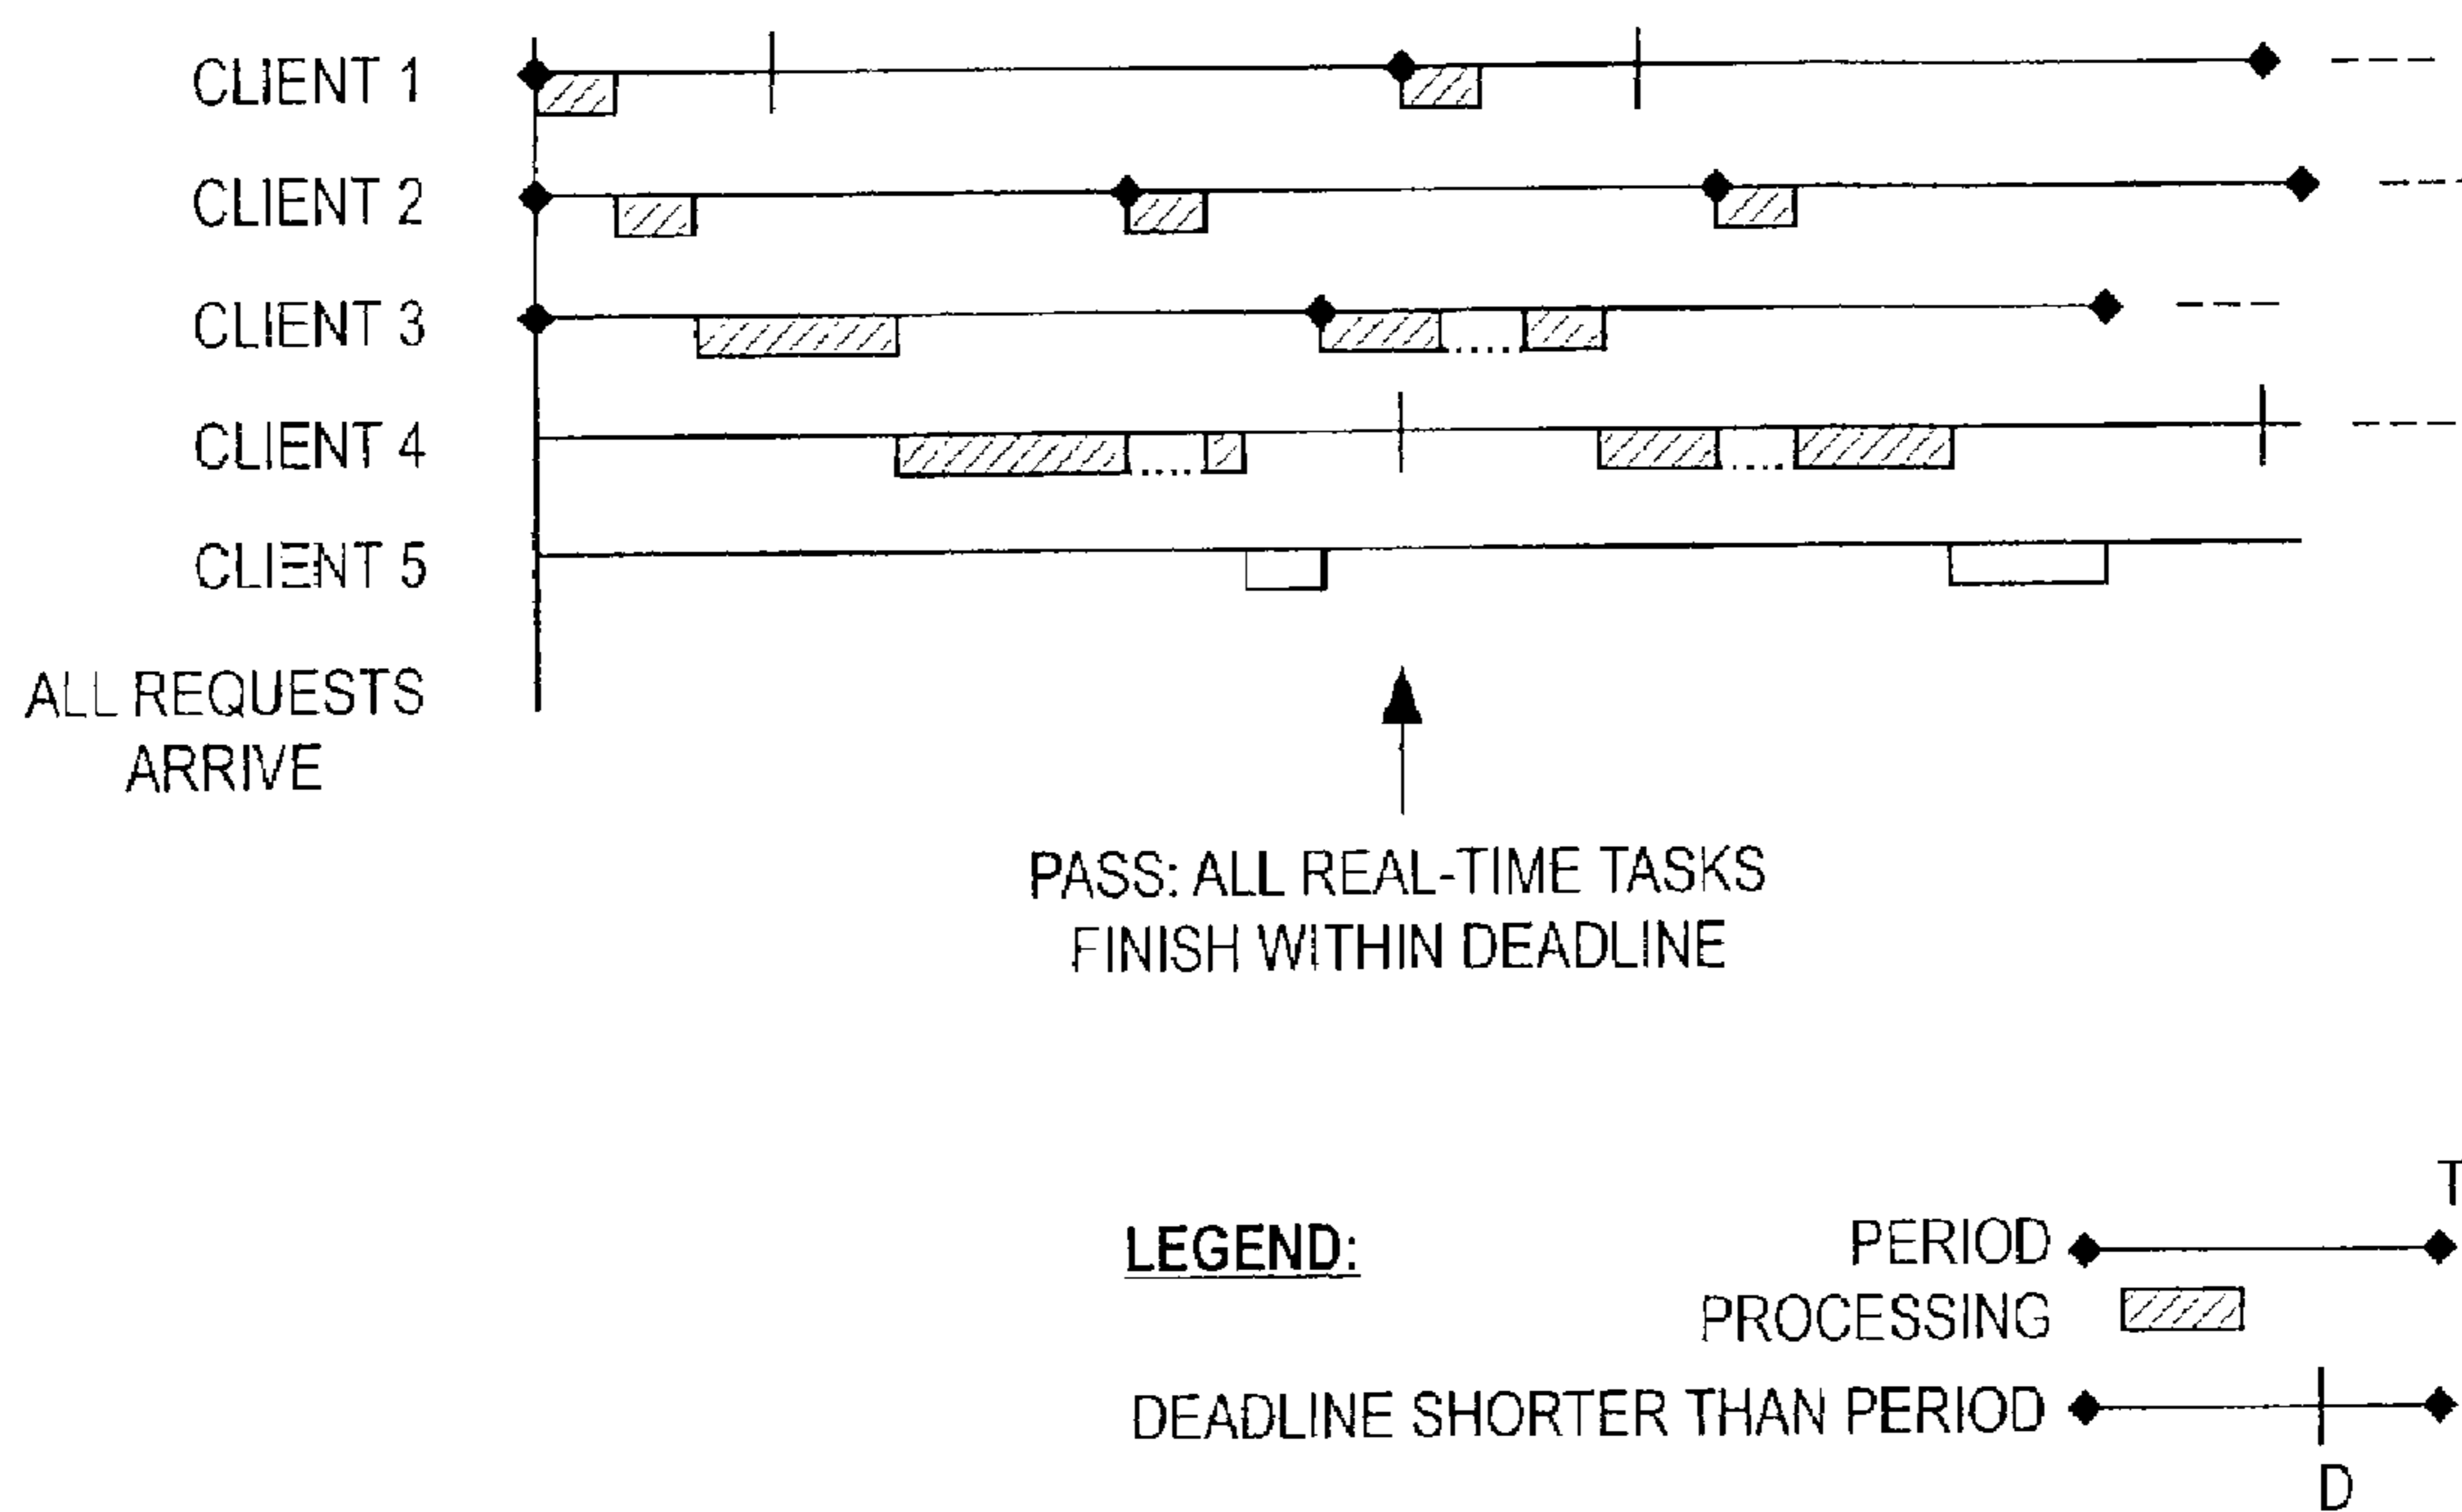 CLIENT 1
CLIENT 2
CLIENT 3
CLIENT 4
CLIENT 5
ALL REQUESTS
ARRIVE
PASS: ALL REAL-TIME TASKS
FINISH WITHIN DEADLINE
LEGEND:
T
PERIOD
PROCESSING
DEADLINE SHORTER THAN PERIOD
D